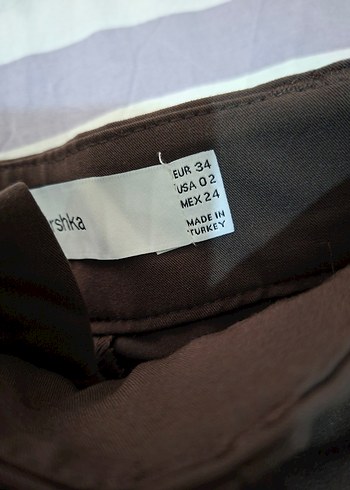 rshka
EUR 34
USA 02
MEX 24
MADE IN
TURKEY